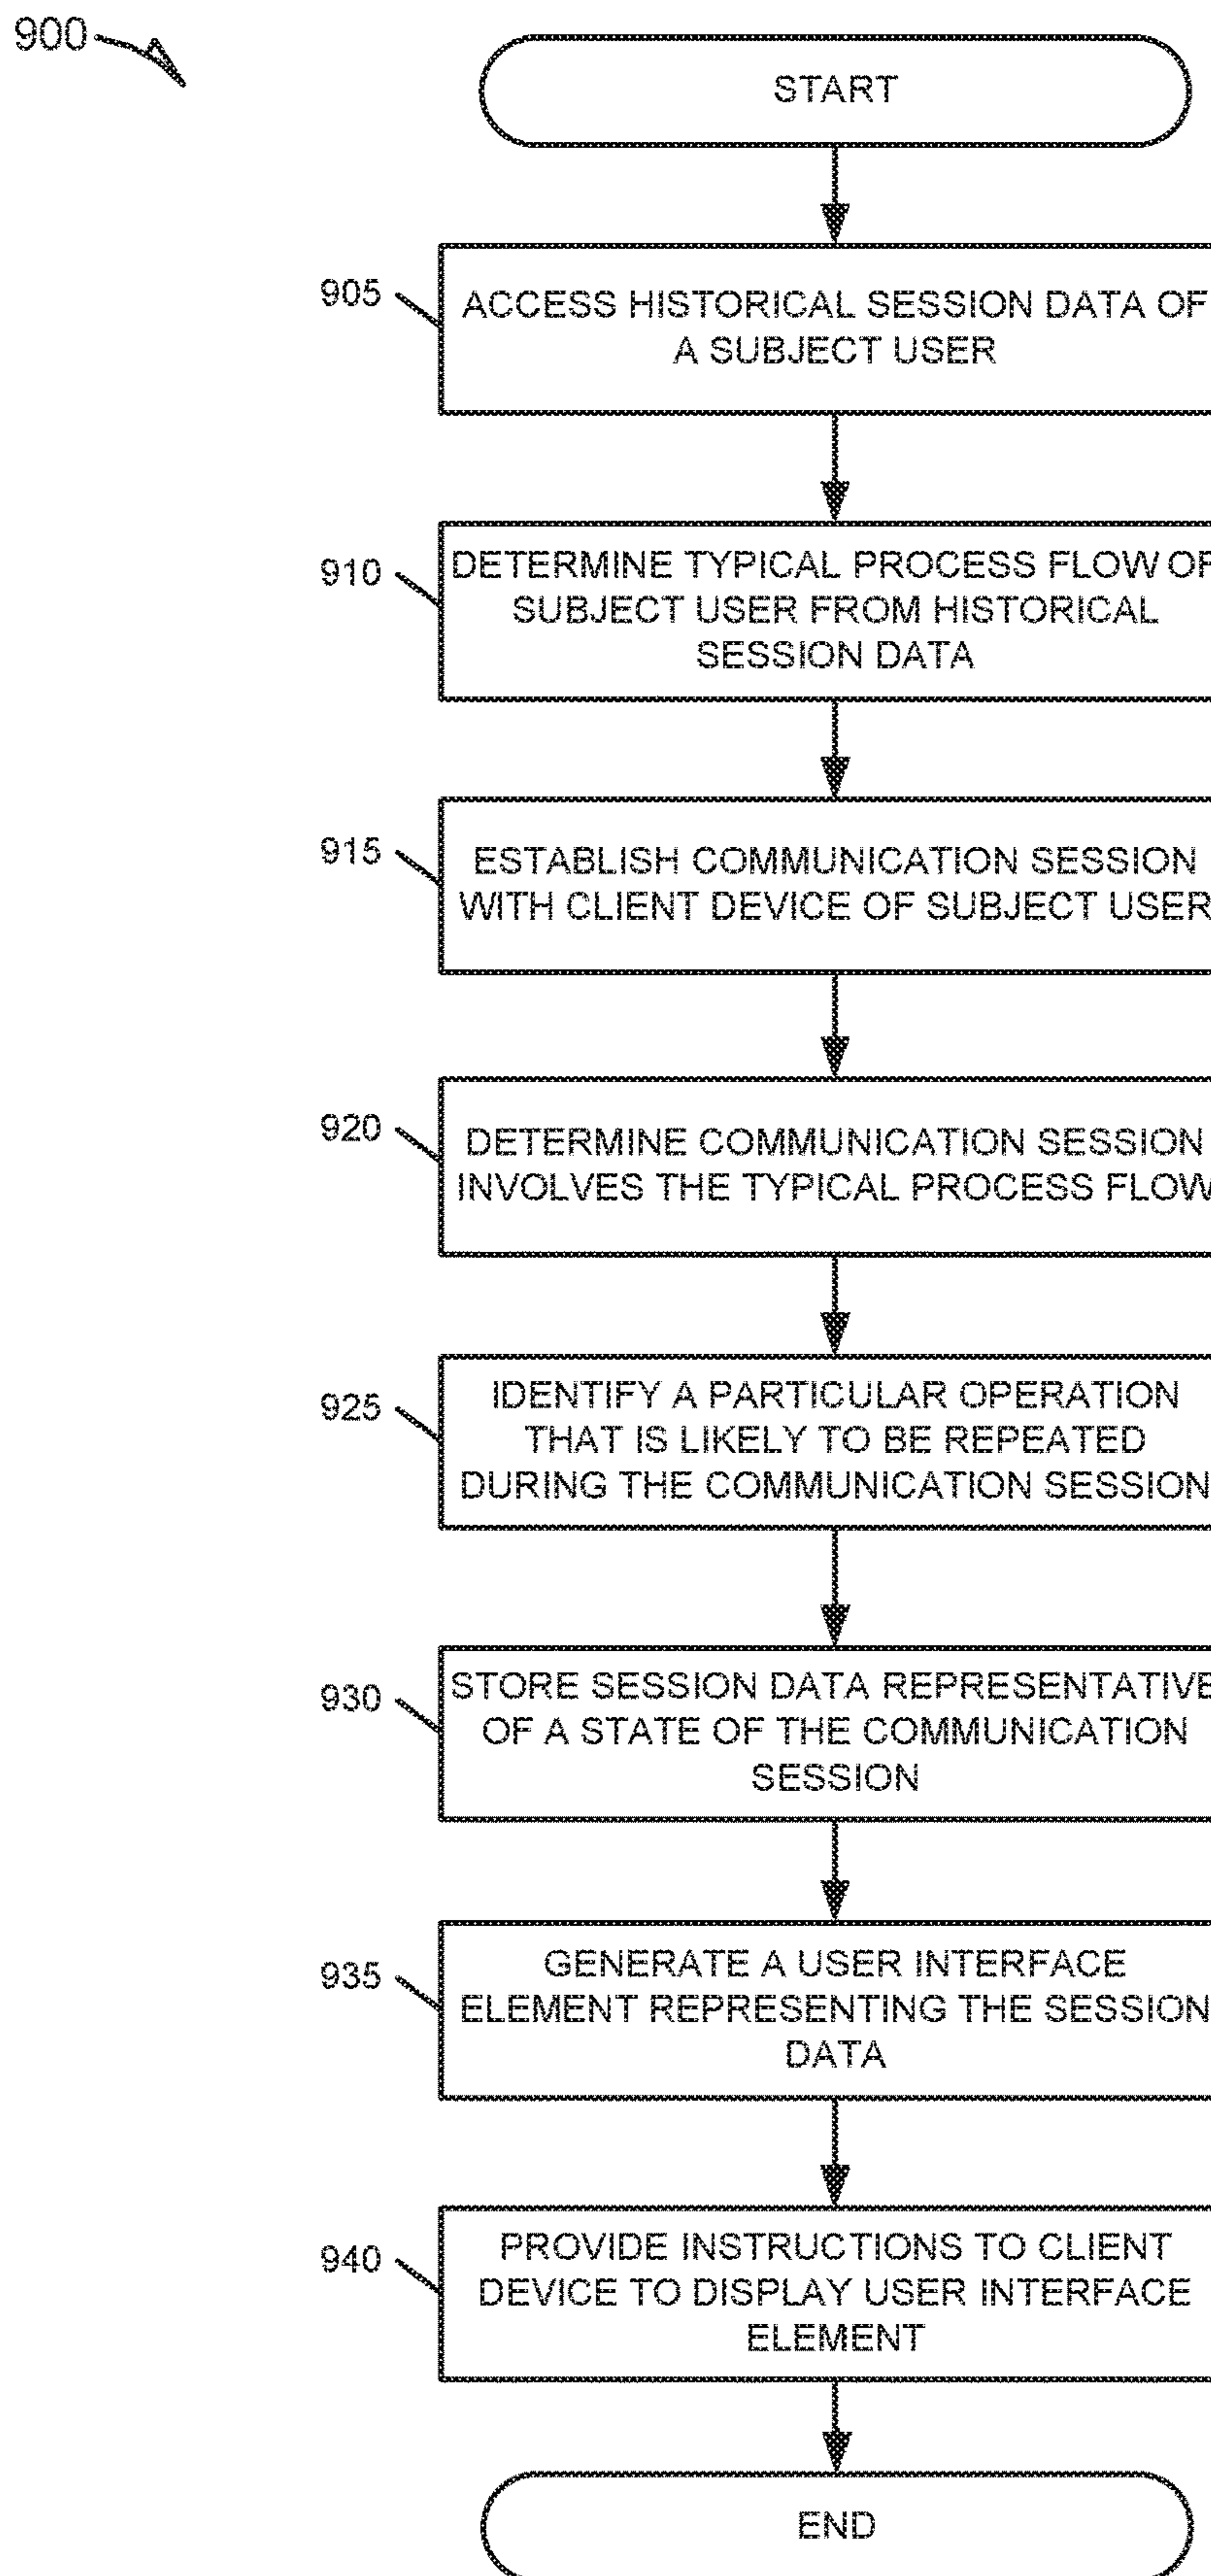 900
START
905
ACCESS HISTORICAL SESSION DATA OF
A SUBJECT USER
910
DETERMINE TYPICAL PROCESS FLOW OF
SUBJECT USER FROM HISTORICAL
SESSION DATA
915
ESTABLISH COMMUNICATION SESSION
WITH CLIENT DEVICE OF SUBJECT USER
920
DETERMINE COMMUNICATION SESSION
INVOLVES THE TYPICAL PROCESS FLOW
925
IDENTIFY A PARTICULAR OPERATION
THAT IS LIKELY TO BE REPEATED
DURING THE COMMUNICATION SESSION
930
STORE SESSION DATA REPRESENTATIVE
OF A STATE OF THE COMMUNICATION
SESSION
935
GENERATE A USER INTERFACE
ELEMENT REPRESENTING THE SESSION
DATA
940
PROVIDE INSTRUCTIONS TO CLIENT
DEVICE TO DISPLAY USER INTERFACE
ELEMENT
END